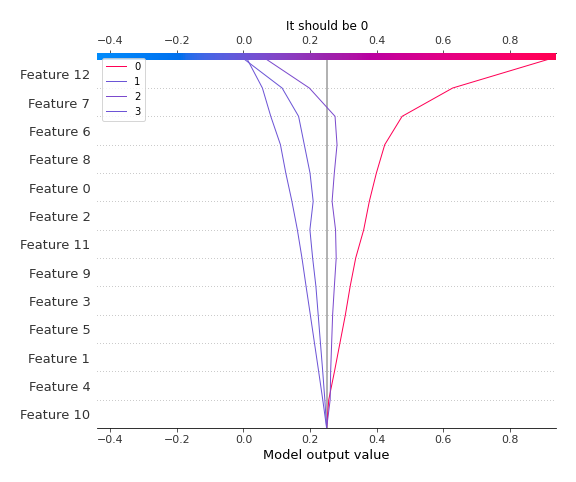 It should be 0
−0.4 −0.2 0.0 0.2 0.4 0.6 0.8
0
1
2
3
Feature 12
Feature 7
Feature 6
Feature 8
Feature 0
Feature 2
Feature 11
Feature 9
Feature 3
Feature 5
Feature 1
Feature 4
Feature 10
−0.4 −0.2 0.0 0.2 0.4 0.6 0.8
Model output value